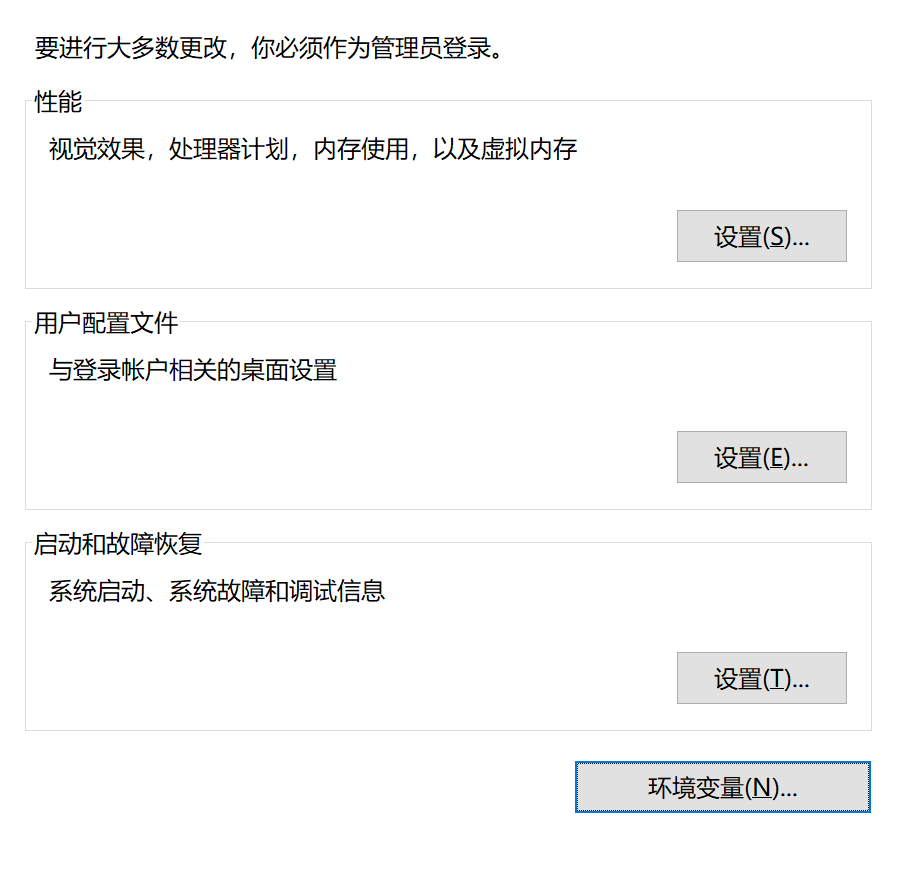 要进行大多数更改，你必须作为管理员登录。
性能
视觉效果，处理器计划，内存使用，以及虚拟内存
设置(S)...
用户配置文件
与登录帐户相关的桌面设置
设置(E)...
启动和故障恢复
系统启动、系统故障和调试信息
设置(T)...
环境变量(N)...